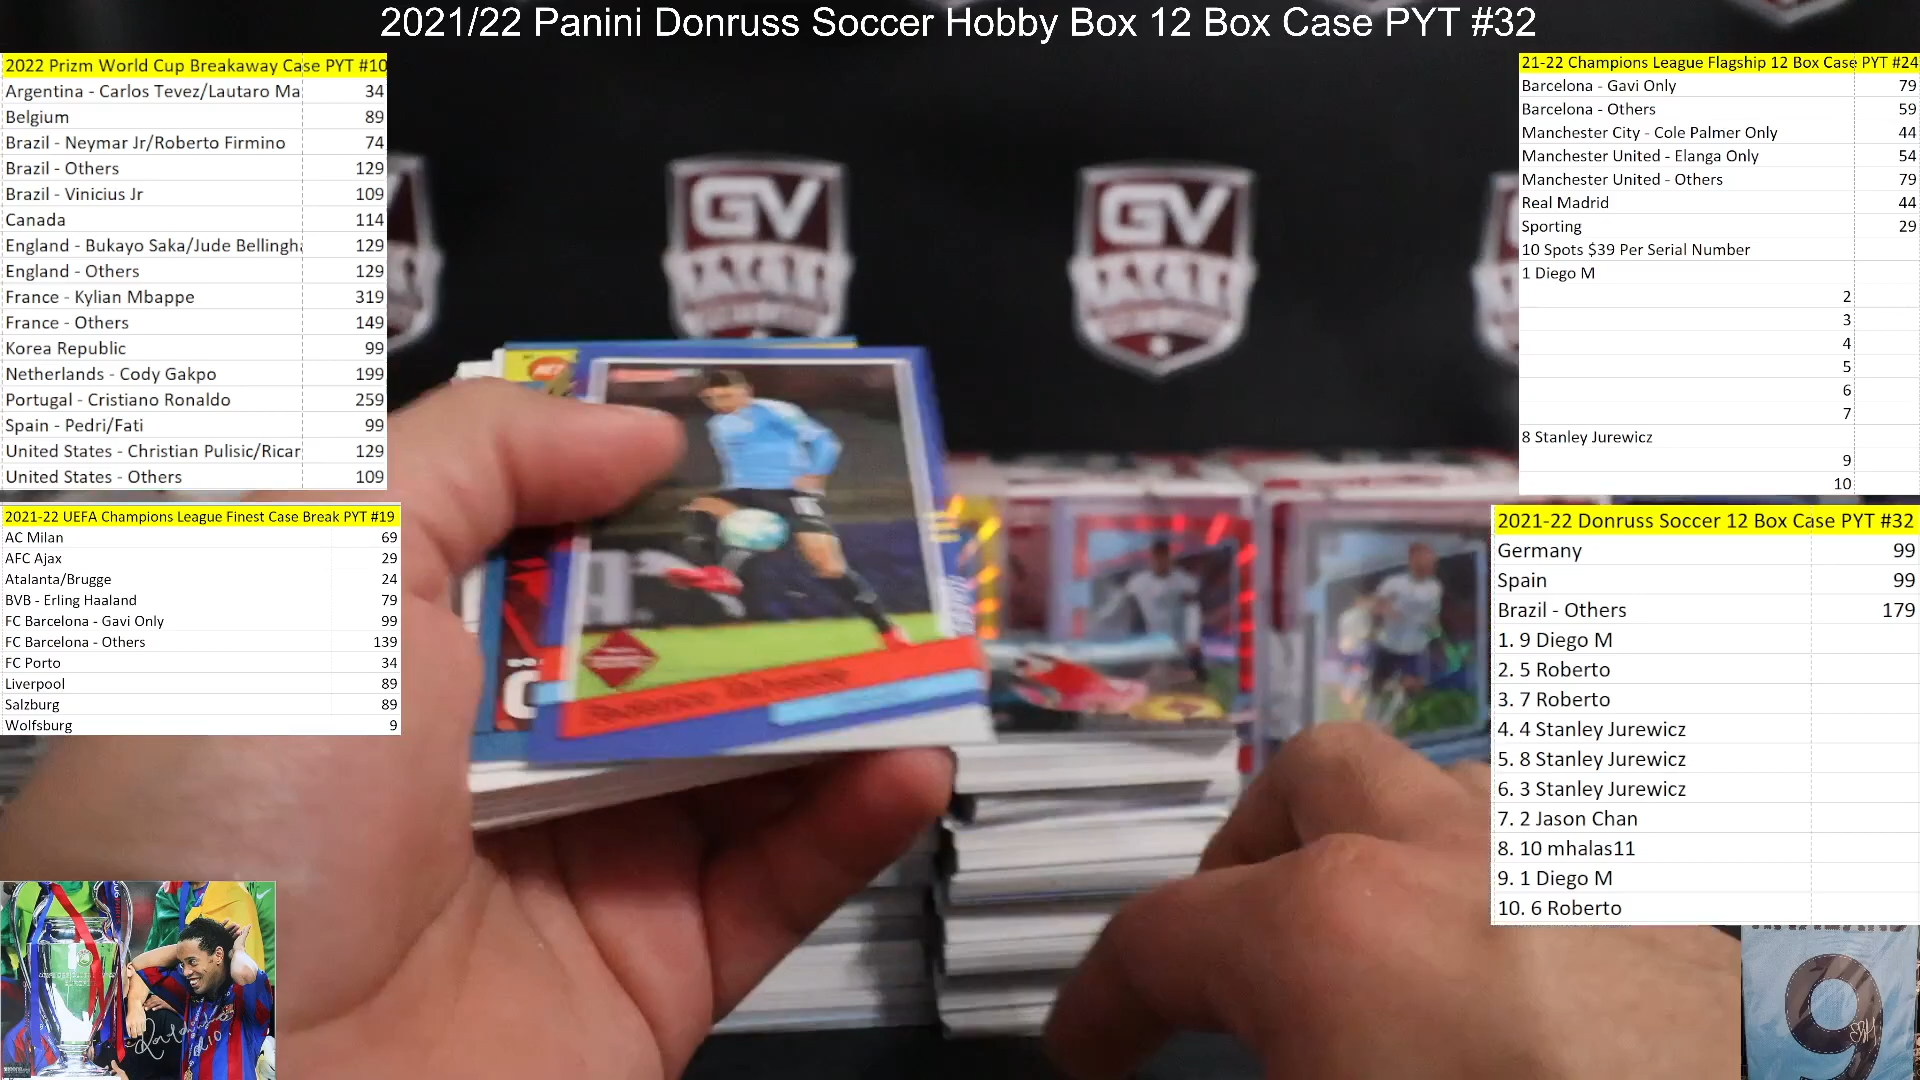 2021/22 Panini Donruss Soccer Hobby Box 12 Box Case PYT #32
2022 Prizm World Cup Breakaway Case PYT #10
Argentina - Carlos Tevez/Lautaro Ma 34
Belgium 89
Brazil - Neymar Jr/Roberto Firmino 74
Brazil - Others 129
Brazil - Vinicius Jr 109
Canada 114
England - Bukayo Saka/Jude Bellingha 129
England - Others 129
France - Kylian Mbappe 319
France - Others 149
Korea Republic 99
Netherlands - Cody Gakpo 199
Portugal - Cristiano Ronaldo 259
Spain - Pedri/Fati 99
United States - Christian Pulisic/Ricar 129
United States - Others 109
2021-22 UEFA Champions League Finest Case Break PYT #19
AC Milan 69
AFC Ajax 29
Atalanta/Brugge 24
BVB - Erling Haaland 79
FC Barcelona - Gavi Only 99
FC Barcelona - Others 139
FC Porto 34
Liverpool 89
Salzburg 89
Wolfsburg 9
GV
GV
21-22 Champions League Flagship 12 Box Case PYT #24
Barcelona - Gavi Only 79
Barcelona - Others 59
Manchester City - Cole Palmer Only 44
Manchester United - Elanga Only 54
Manchester United - Others 79
Real Madrid 44
Sporting 29
10 Spots $39 Per Serial Number
1 Diego M
2
3
4
5
6
7
8 Stanley Jurewicz
9
10
2021-22 Donruss Soccer 12 Box Case PYT #32
Germany 99
Spain 99
Brazil - Others 179
1. 9 Diego M
2. 5 Roberto
3. 7 Roberto
4. 4 Stanley Jurewicz
5. 8 Stanley Jurewicz
6. 3 Stanley Jurewicz
7. 2 Jason Chan
8. 10 mhalas11
9. 1 Diego M
10. 6 Roberto
9